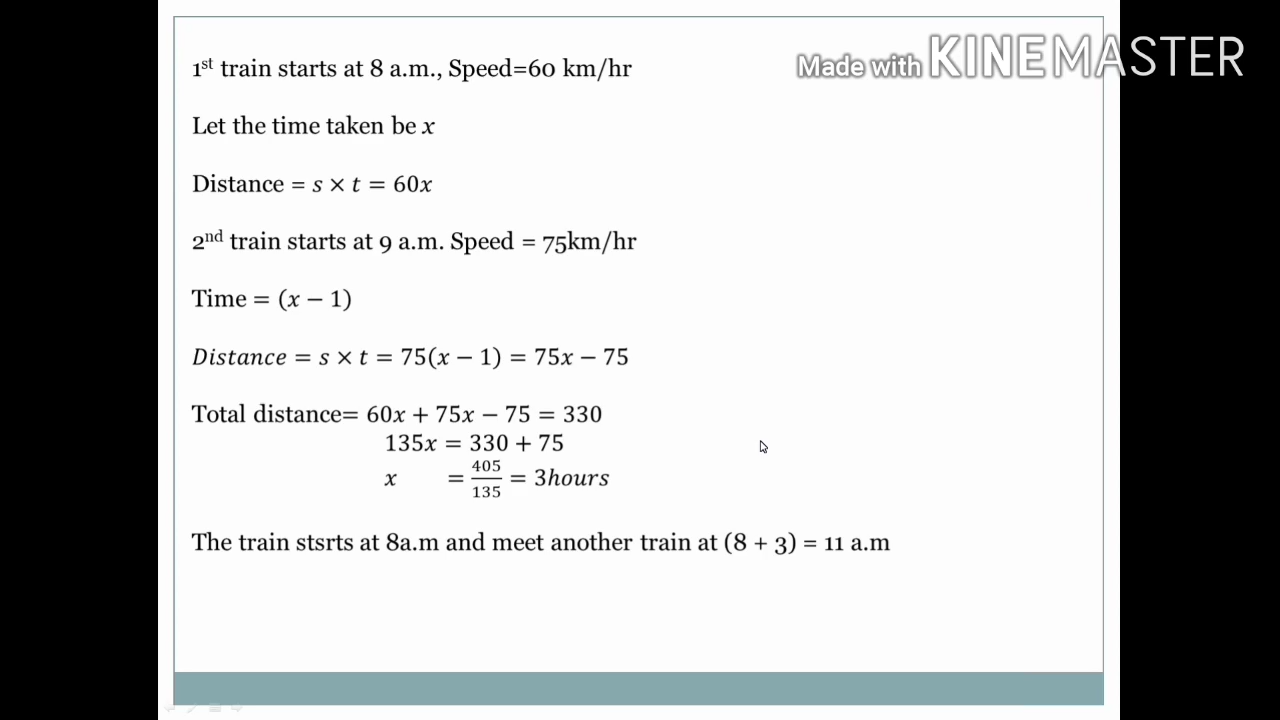 Made with KINEMASTER
1st train starts at 8 a.m., Speed=60 km/hr
Let the time taken be x
Distance = s × t = 60x
2nd train starts at 9 a.m. Speed = 75km/hr
Time = (x − 1)
Distance = s × t = 75(x − 1) = 75x − 75
Total distance= 60x + 75x − 75 = 330
135x = 330 + 75
x = 405/135 = 3hours
The train stsrts at 8a.m and meet another train at (8 + 3) = 11 a.m